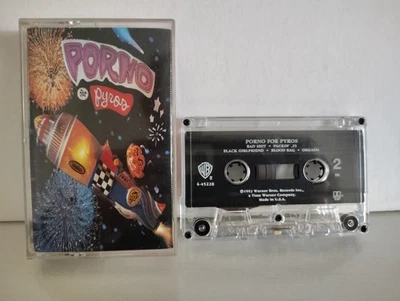 PORNO
for
pyros
PORNO FOR PYROS
BAD SHIT • PACKIN' .25
BLACK GIRLFRIEND • BLOOD RAG • ORGASM
WB
2
4-45228
©1993 Warner Bros. Records Inc.,
a Time Warner Company.
Made in U.S.A.